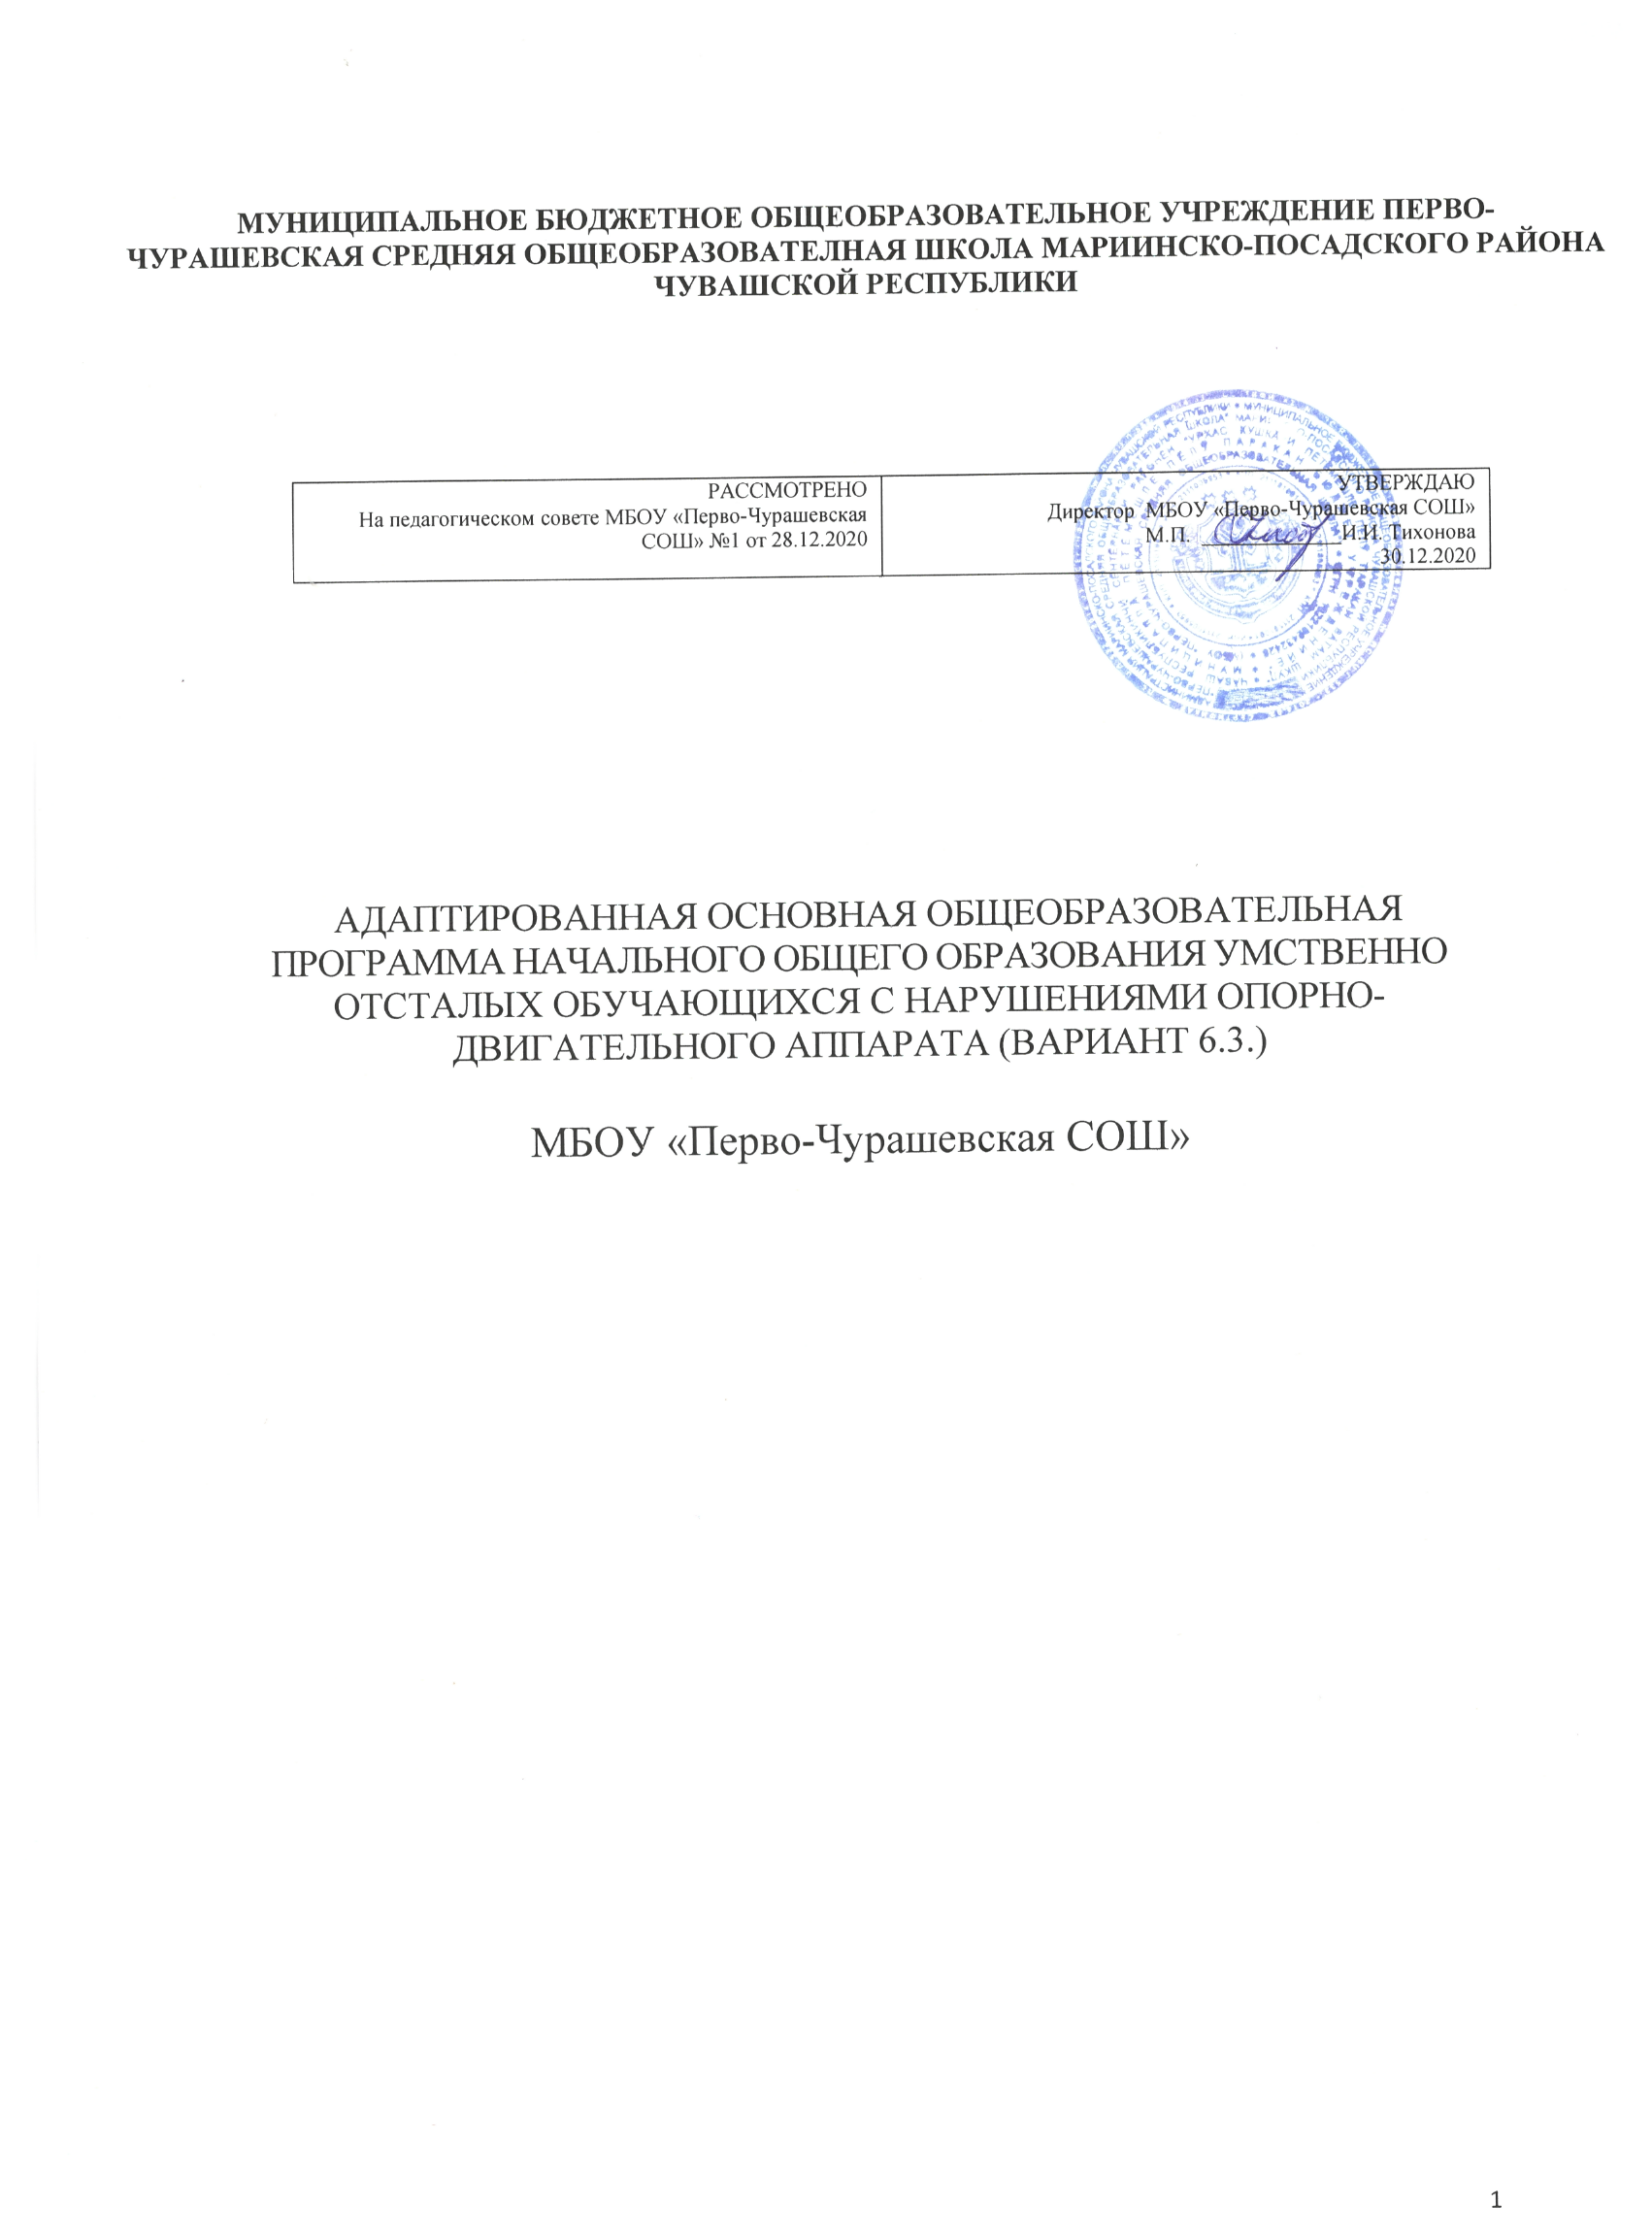 МУНИЦИПАЛЬНОЕ БЮДЖЕТНОЕ ОБЩЕОБРАЗОВАТЕЛЬНОЕ УЧРЕЖДЕНИЕ ПЕРВО-
ЧУРАШЕВСКАЯ СРЕДНЯЯ ОБЩЕОБРАЗОВАТЕЛНАЯ ШКОЛА МАРИИНСКО-ПОСАДСКОГО РАЙОНА
ЧУВАШСКОЙ РЕСПУБЛИКИ
РАССМОТРЕНО
На педагогическом совете МБОУ «Перво-Чурашевская
СОШ» №1 от 28.12.2020
УТВЕРЖДАЮ
Директор МБОУ «Перво-Чурашевская СОШ»
М.П. И.И. Тихонова
30.12.2020
АДАПТИРОВАННАЯ ОСНОВНАЯ ОБЩЕОБРАЗОВАТЕЛЬНАЯ
ПРОГРАММА НАЧАЛЬНОГО ОБЩЕГО ОБРАЗОВАНИЯ УМСТВЕННО
ОТСТАЛЫХ ОБУЧАЮЩИХСЯ С НАРУШЕНИЯМИ ОПОРНО-
ДВИГАТЕЛЬНОГО АППАРАТА (ВАРИАНТ 6.3.)
МБОУ «Перво-Чурашевская СОШ»
1